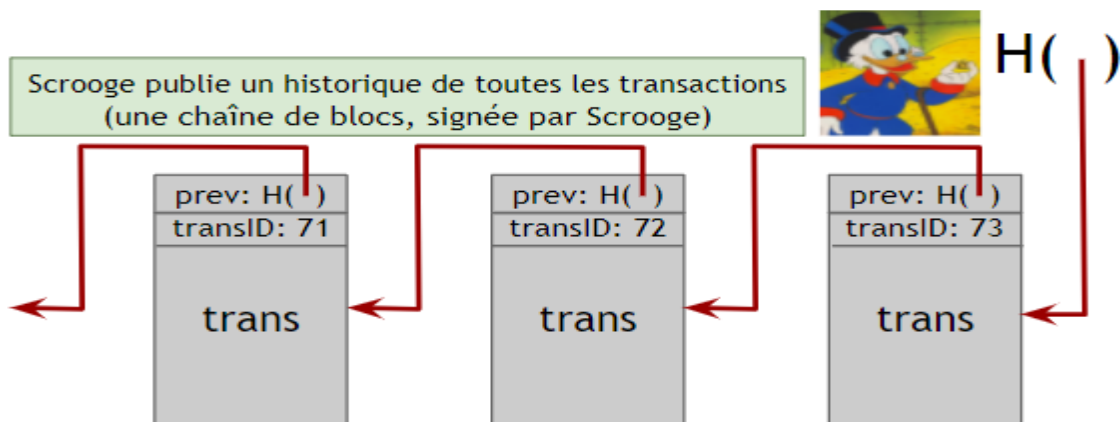 Scrooge publie un historique de toutes les transactions
(une chaîne de blocs, signée par Scrooge)
H( )
prev: H( )
transID: 71
trans
prev: H( )
transID: 72
trans
prev: H( )
transID: 73
trans